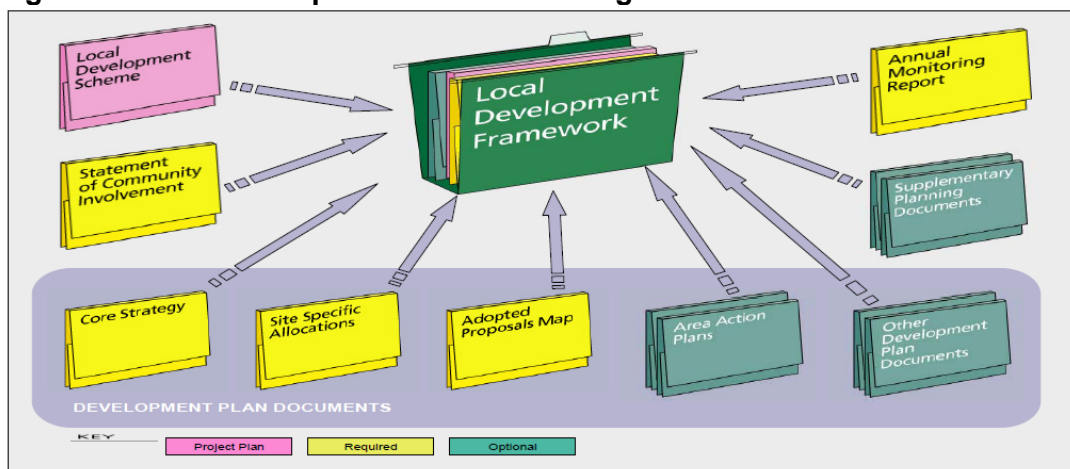 Local
Development
Scheme
Local
Development
Framework
Annual
Monitoring
Report
Statement
of Community
Involvement
Supplementary
Planning
Documents
Core Strategy
Site Specific
Allocations
Adopted
Proposals Map
Area Action
Plans
Other
Development
Plan
Documents
DEVELOPMENT PLAN DOCUMENTS
KEY
Project Plan
Required
Optional